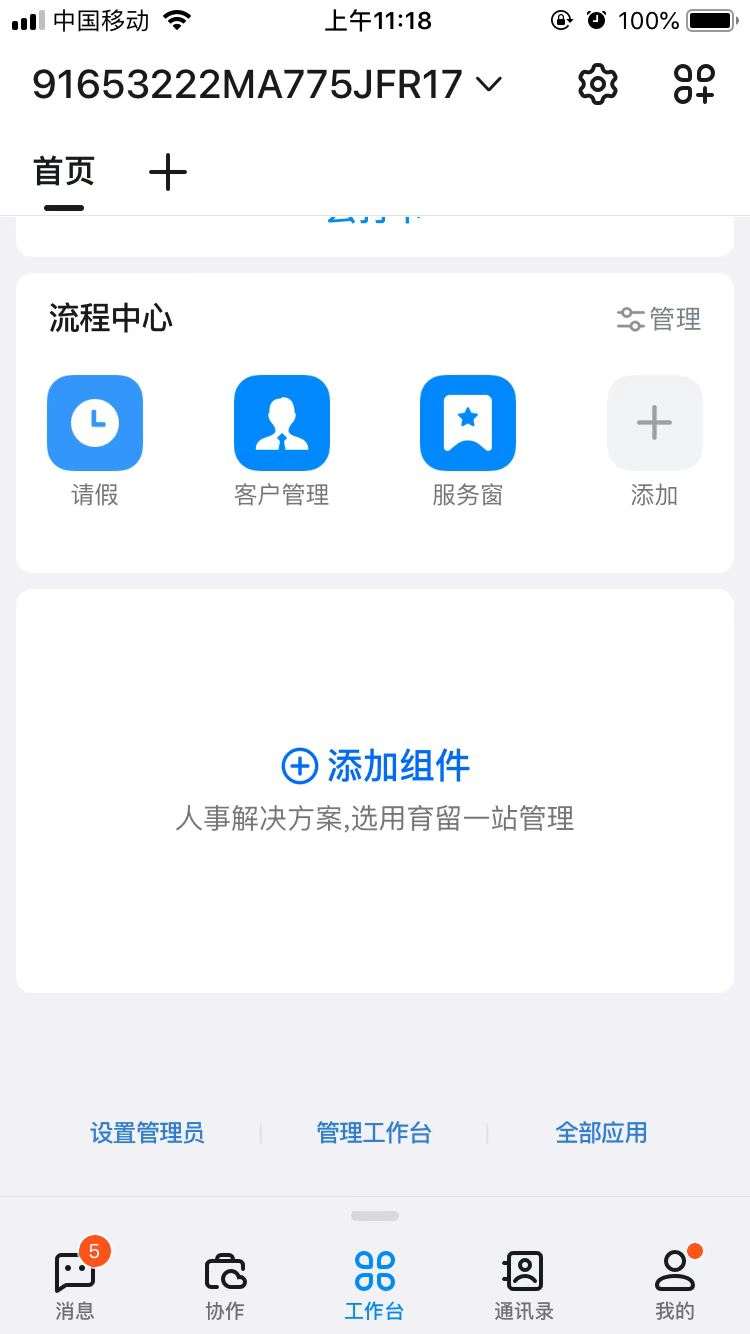 中国移动
上午11:18
100%
91653222MA775JFR17
首页
流程中心
管理
请假
客户管理
服务窗
添加
添加组件
人事解决方案,选用育留一站管理
设置管理员
管理工作台
全部应用
5
消息
协作
工作台
通讯录
我的